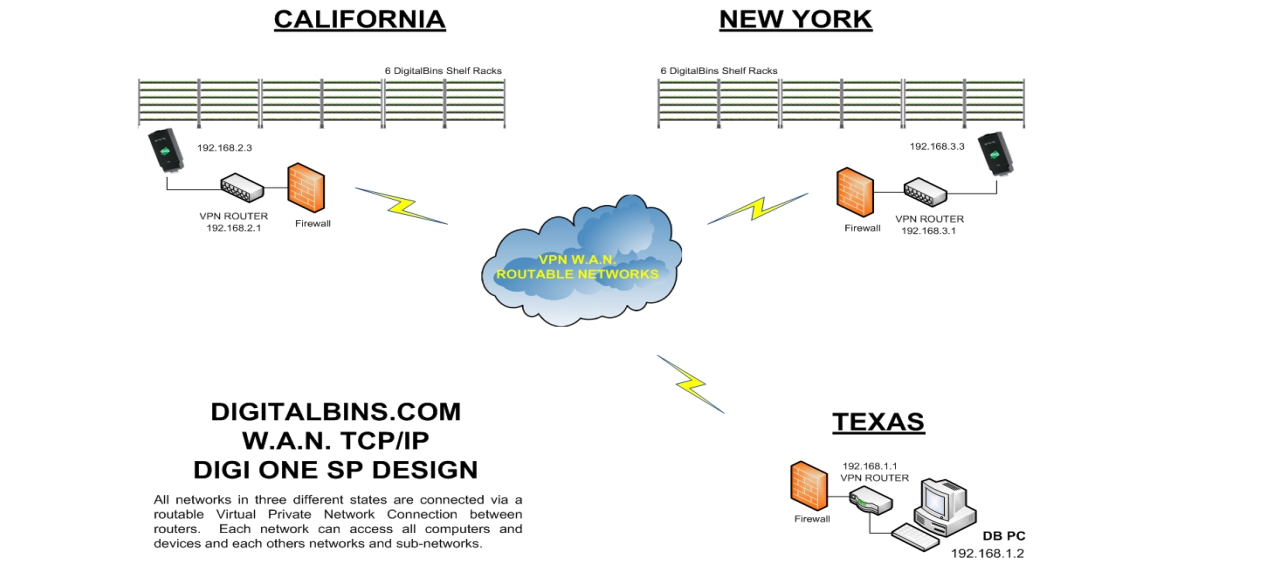 CALIFORNIA
NEW YORK
6 DigitalBins Shelf Racks
6 DigitalBins Shelf Racks
192.168.2.3
192.168.3.3
VPN ROUTER
192.168.2.1
Firewall
Firewall
VPN ROUTER
192.168.3.1
VPN W.A.N.
ROUTABLE NETWORKS
DIGITALBINS.COM
W.A.N. TCP/IP
DIGI ONE SP DESIGN
All networks in three different states are connected via a
routable Virtual Private Network Connection between
routers. Each network can access all computers and
devices and each others networks and sub-networks.
TEXAS
192.168.1.1
VPN ROUTER
Firewall
DB PC
192.168.1.2